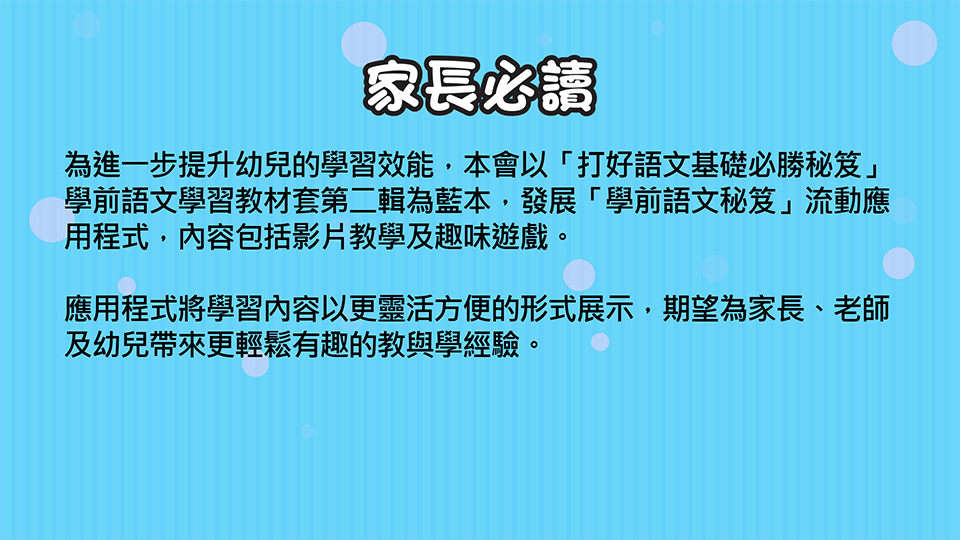 家長必讀
為進一步提升幼兒的學習效能，本會以「打好語文基礎必勝秘笈」
學前語文學習教材套第二輯為藍本，發展「學前語文秘笈」流動應
用程式，內容包括影片教學及趣味遊戲。
應用程式將學習內容以更靈活方便的形式展示，期望為家長、老師
及幼兒帶來更輕鬆有趣的教與學經驗。